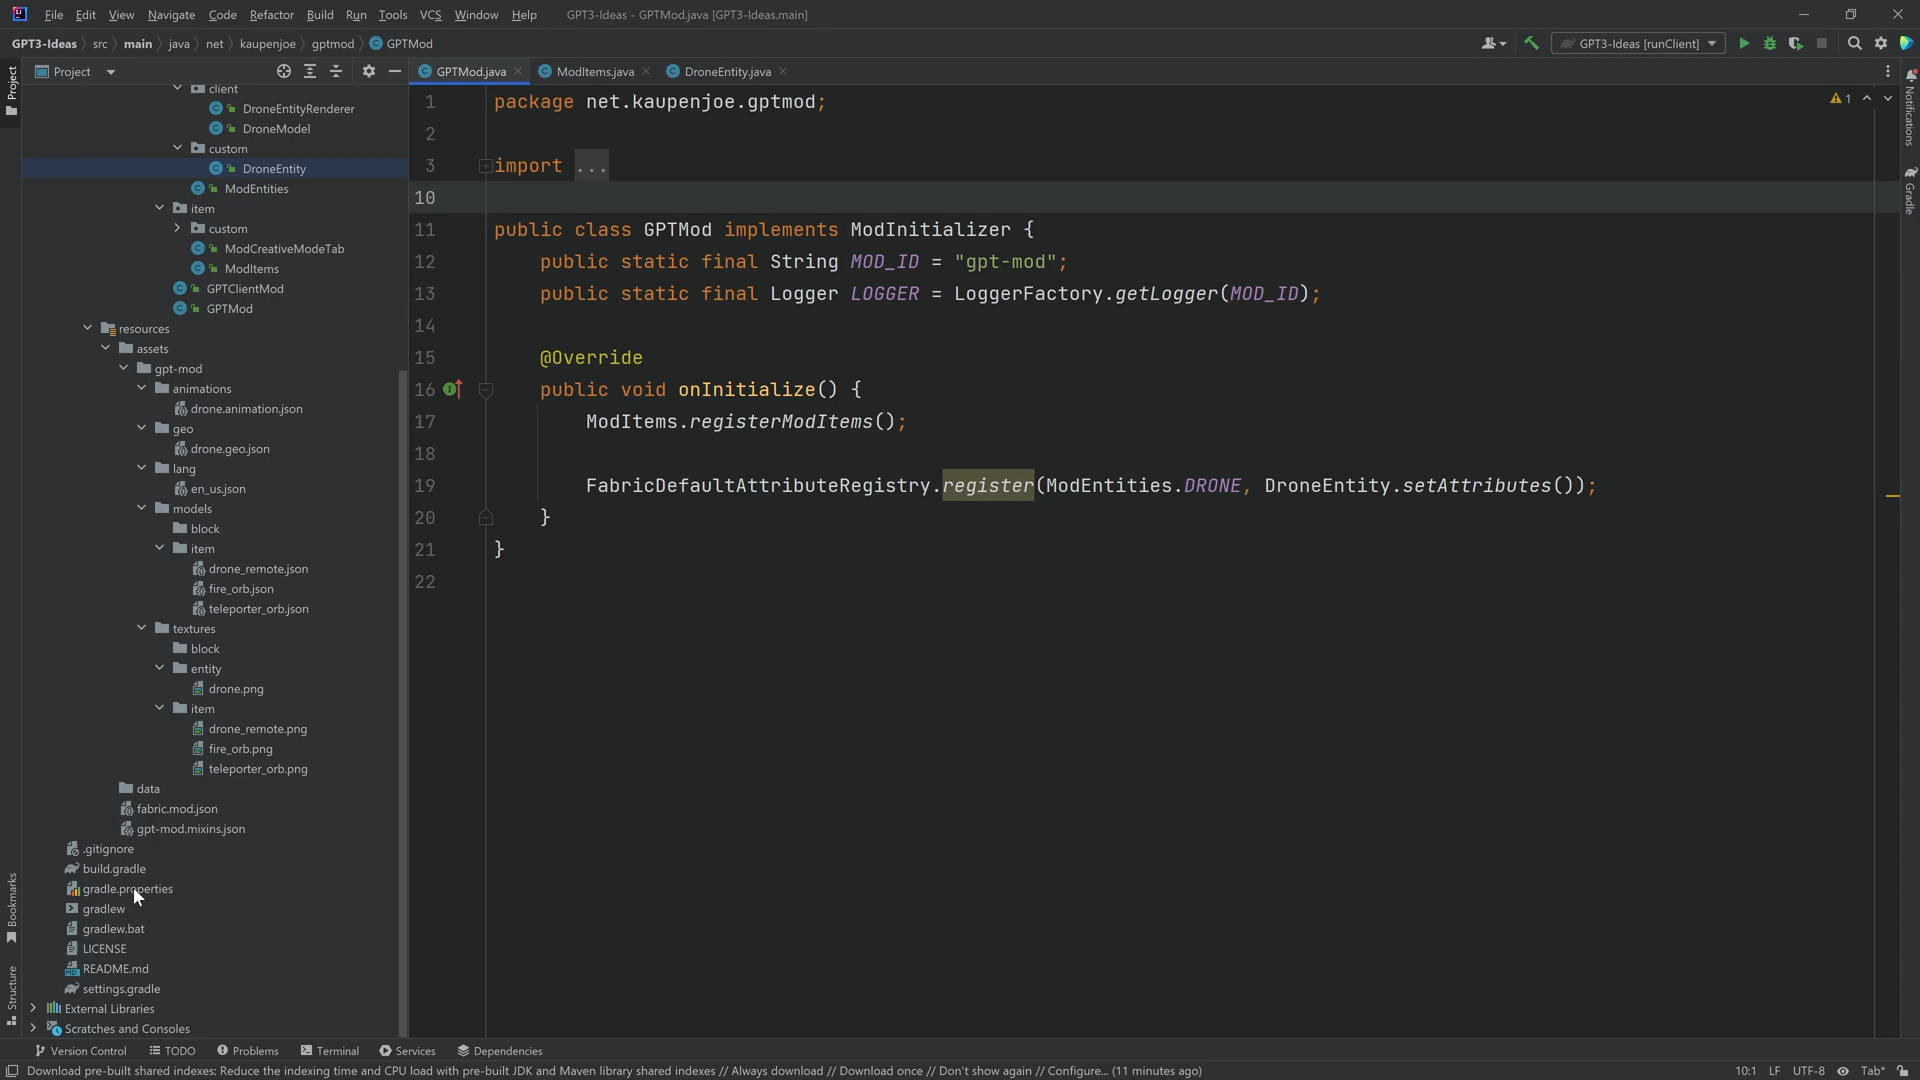 File Edit View Navigate Code Refactor Build Run Tools VCS Window Help GPT3-Ideas - GPTMod.java [GPT3-Ideas.main]
GPT3-Ideas src main java net kaupenjoe gptmod GPTMod GPT3-Ideas [runClient]
Project
GPTMod.java ModItems.java DroneEntity.java
Project
Bookmarks
Structure
client
DroneEntityRenderer
DroneModel
custom
DroneEntity
ModEntities
item
custom
ModCreativeModeTab
ModItems
GPTClientMod
GPTMod
resources
assets
gpt-mod
animations
drone.animation.json
geo
drone.geo.json
lang
en_us.json
models
block
item
drone_remote.json
fire_orb.json
teleporter_orb.json
textures
block
entity
drone.png
item
drone_remote.png
fire_orb.png
teleporter_orb.png
data
fabric.mod.json
gpt-mod.mixins.json
.gitignore
build.gradle
gradle.properties
gradlew
gradlew.bat
LICENSE
README.md
settings.gradle
External Libraries
Scratches and Consoles
1 package net.kaupenjoe.gptmod;
2
3 import ...
10
11 public class GPTMod implements ModInitializer {
12 public static final String MOD_ID = "gpt-mod";
13 public static final Logger LOGGER = LoggerFactory.getLogger(MOD_ID);
14
15 @Override
16 public void onInitialize() {
17 ModItems.registerModItems();
18
19 FabricDefaultAttributeRegistry.register(ModEntities.DRONE, DroneEntity.setAttributes());
20 }
21 }
22
1
Notifications
Gradle
Version Control TODO Problems Terminal Services Dependencies
Download pre-built shared indexes: Reduce the indexing time and CPU load with pre-built JDK and Maven library shared indexes // Always download // Download once // Don't show again // Configure... (11 minutes ago) 10:1 LF UTF-8 Tab*